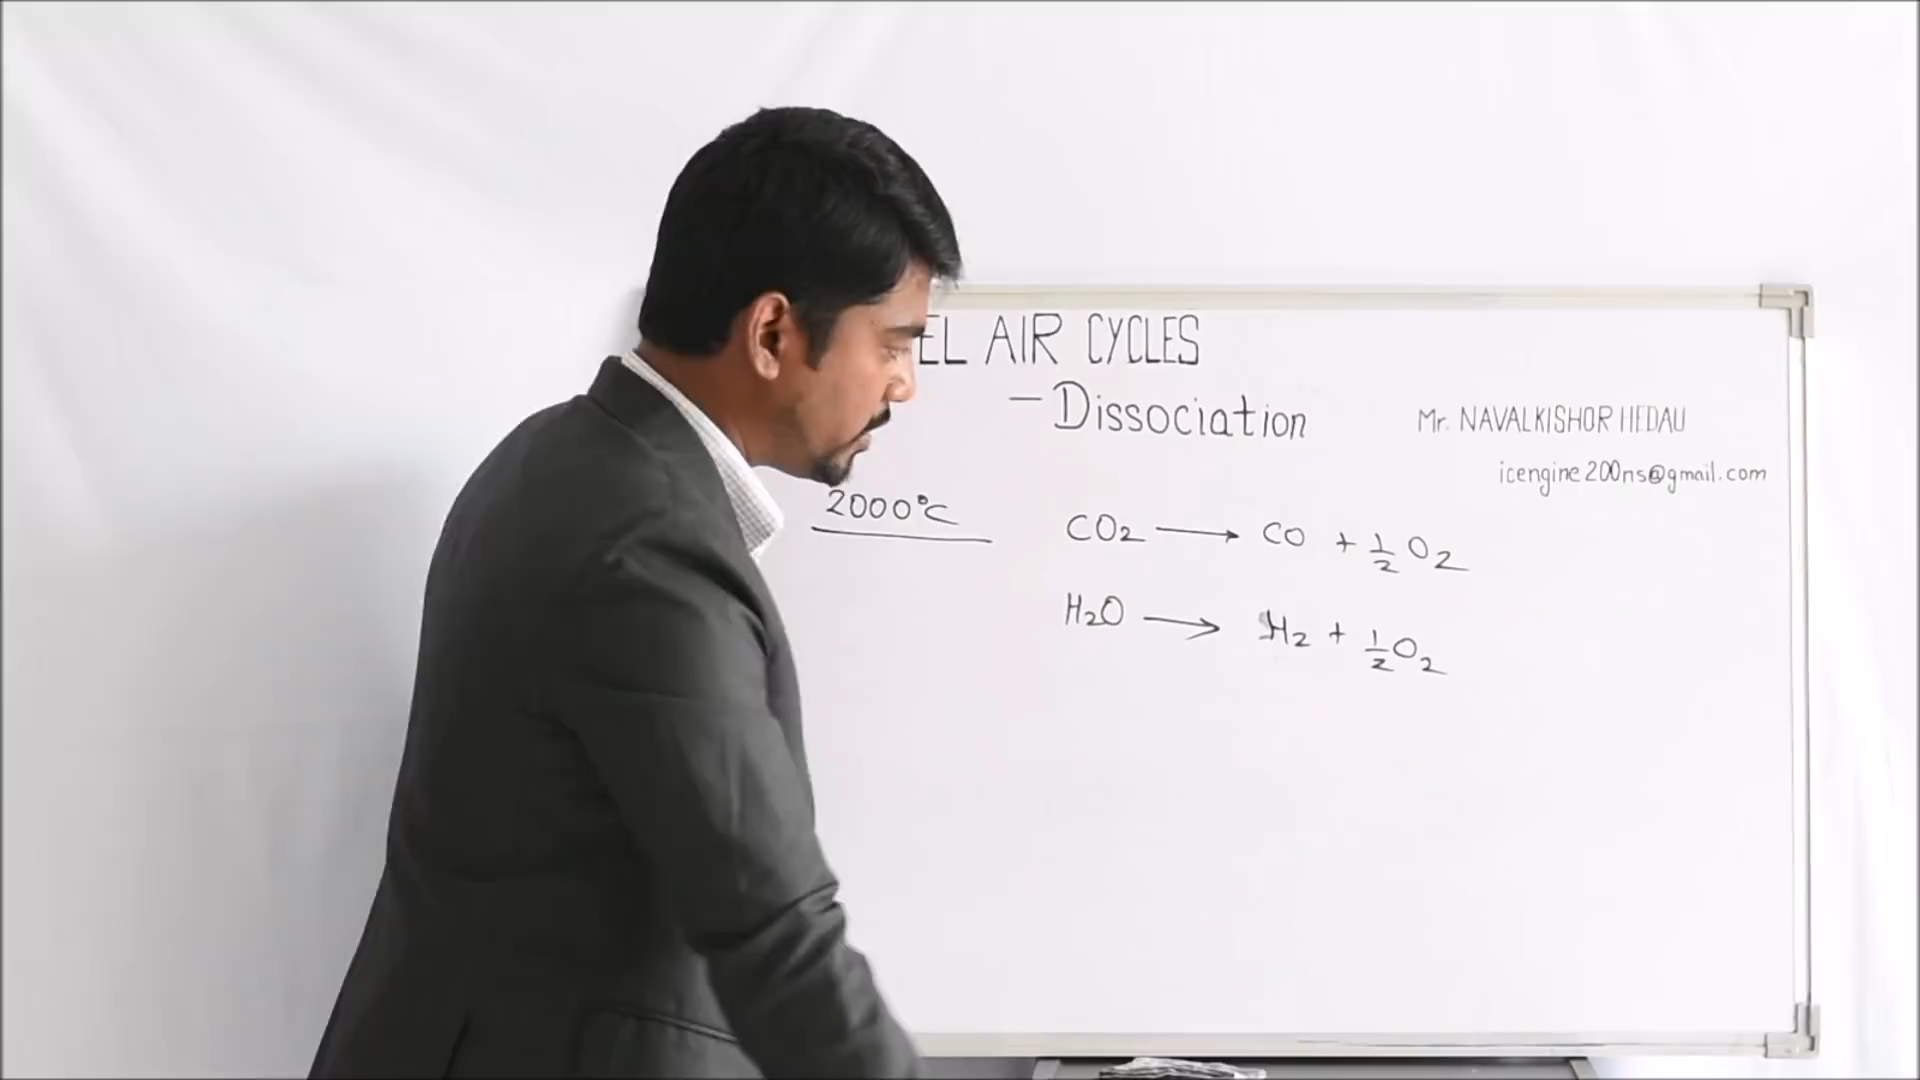 EL AIR CYCLES
- Dissociation
Mr. NAVALKISHOR HEDAU
icengine200ns@gmail.com
2000°C
CO2 → CO + 1/2 O2
H2O → H2 + 1/2 O2